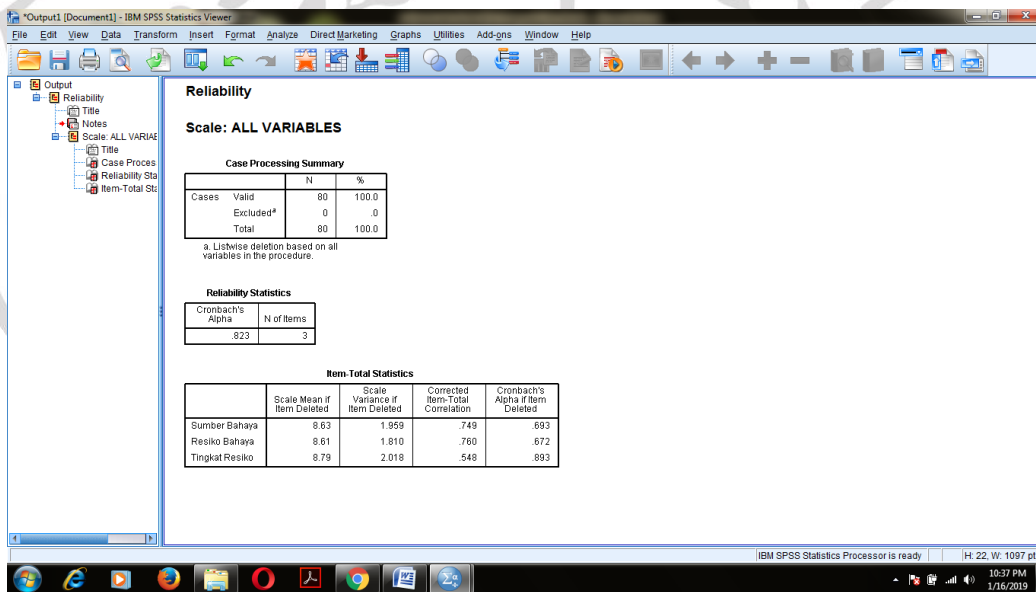 *Output1 [Document1] - IBM SPSS Statistics Viewer
File Edit View Data Transform Insert Format Analyze Direct Marketing Graphs Utilities Add-ons Window Help
Output
Reliability
Title
Notes
Scale: ALL VARIAB
Title
Case Proces
Reliability Sta
Item-Total Sta
Reliability
Scale: ALL VARIABLES
Case Processing Summary
N %
Cases Valid 80 100.0
Excludedᵃ 0 .0
Total 80 100.0
a. Listwise deletion based on all
variables in the procedure.
Reliability Statistics
Cronbach's
Alpha N of Items
.823 3
Item-Total Statistics
Scale Mean if
Item Deleted
Scale
Variance if
Item Deleted
Corrected
Item-Total
Correlation
Cronbach's
Alpha if Item
Deleted
Sumber Bahaya 8.63 1.959 .749 .693
Resiko Bahaya 8.61 1.810 .760 .672
Tingkat Resiko 8.79 2.018 .548 .893
IBM SPSS Statistics Processor is ready H: 22, W: 1097 pt
10:37 PM
1/16/2019